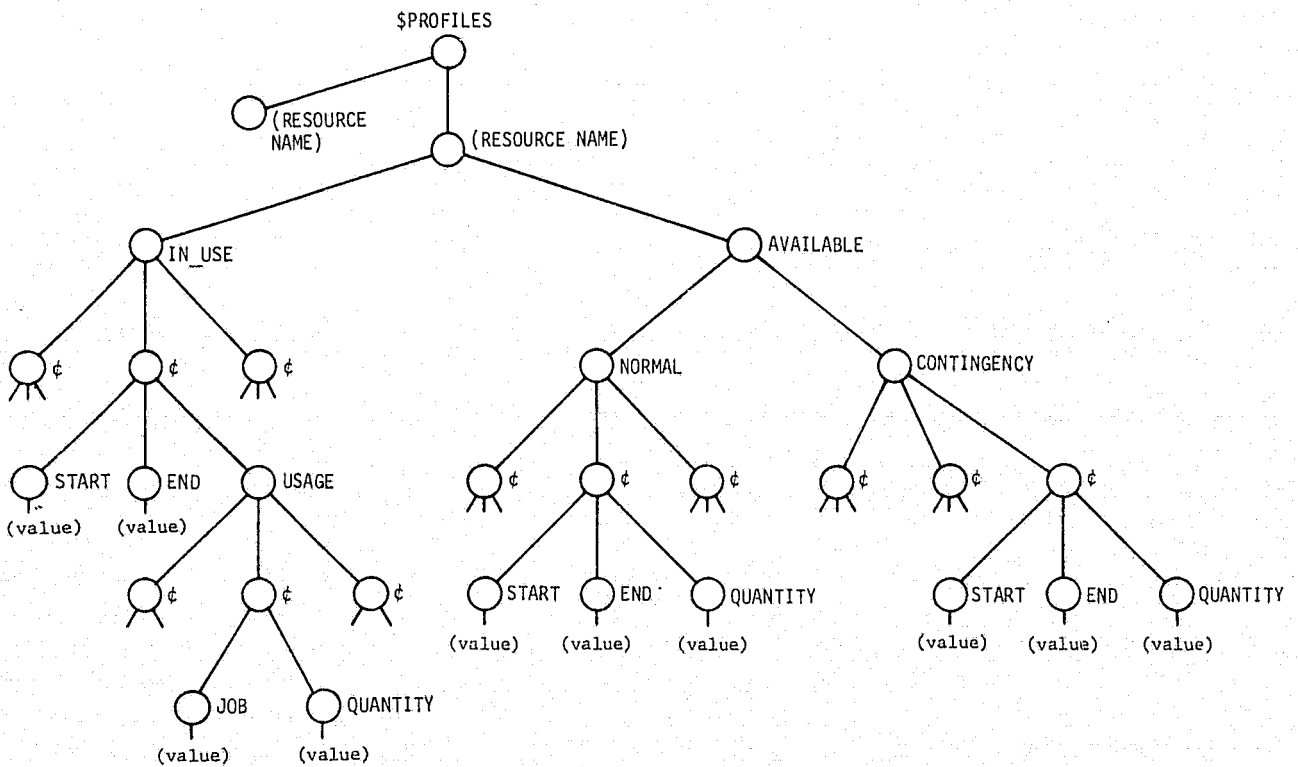 $PROFILES
(RESOURCE
NAME)
(RESOURCE NAME)
IN_USE
AVAILABLE
¢
¢
¢
NORMAL
CONTINGENCY
START
END
USAGE
¢
¢
¢
¢
¢
¢
(value)
(value)
¢
¢
¢
START
END
QUANTITY
START
END
QUANTITY
(value)
(value)
(value)
(value)
(value)
(value)
JOB
QUANTITY
(value)
(value)